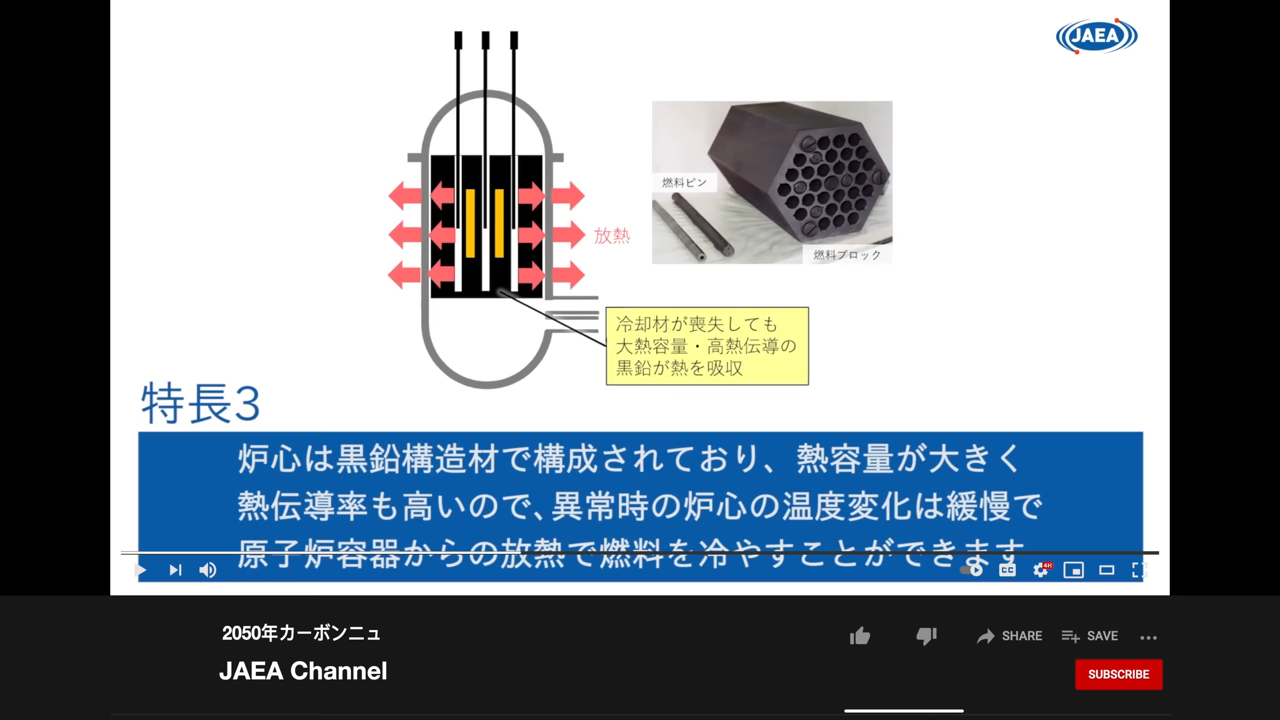 JAEA
燃料ピン
燃料ブロック
放熱
冷却材が喪失しても
大熱容量・高熱伝導の
黒鉛が熱を吸収
特長3
炉心は黒鉛構造材で構成されており、熱容量が大きく
熱伝導率も高いので、異常時の炉心の温度変化は緩慢で
原子炉容器からの放熱で燃料を冷やすことができます
CC
4K
2050年カーボンニュ
SHARE
SAVE
JAEA Channel
SUBSCRIBE